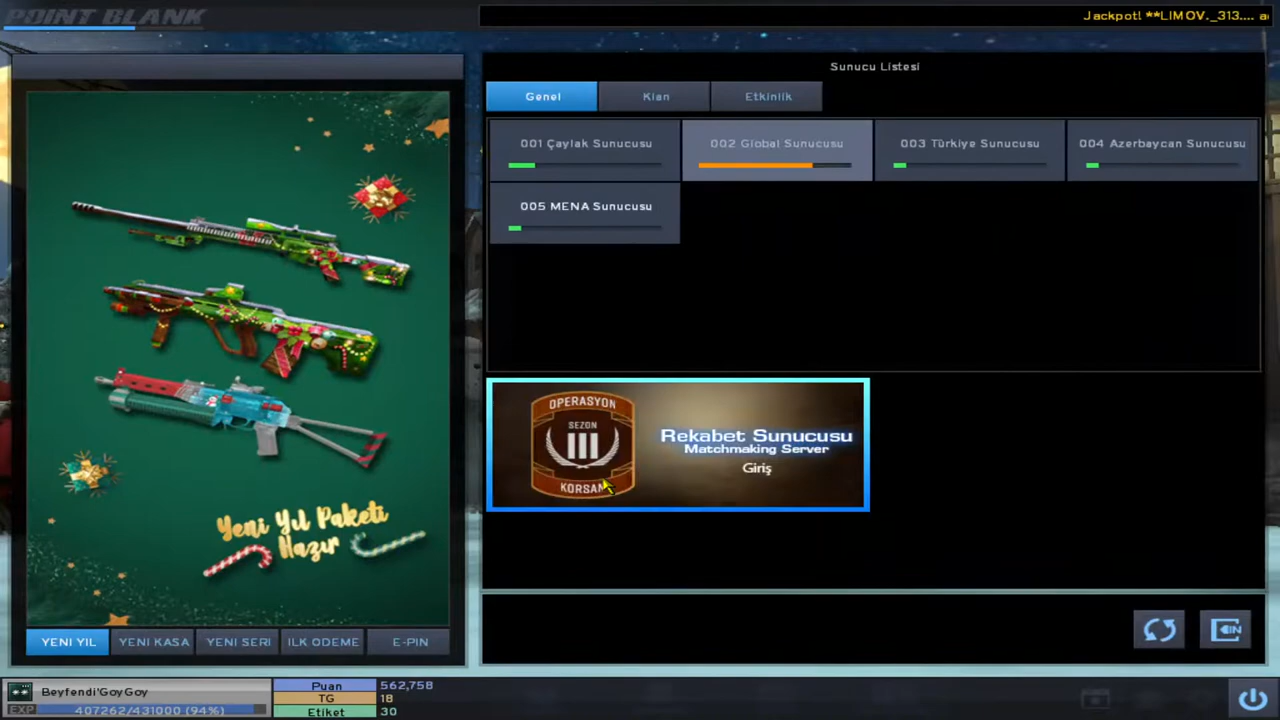 POINT BLANK
Jackpot! **LIMOV._313....
Sunucu Listesi
Genel
Klan
Etkinlik
001 Çaylak Sunucusu
002 Global Sunucusu
003 Türkiye Sunucusu
004 Azerbaycan Sunucusu
005 MENA Sunucusu
OPERASYON
SEZON
III
KORSAN
Rekabet Sunucusu
Matchmaking Server
Giriş
Yeni Yıl Paketi
Hazır
YENİ YIL
YENİ KASA
YENİ SERİ
İLK ÖDEME
E-PIN
IN
Beyfendi'GoyGoy
EXP
407262/431000 (94%)
Puan 562,758
TG 18
Etiket 30